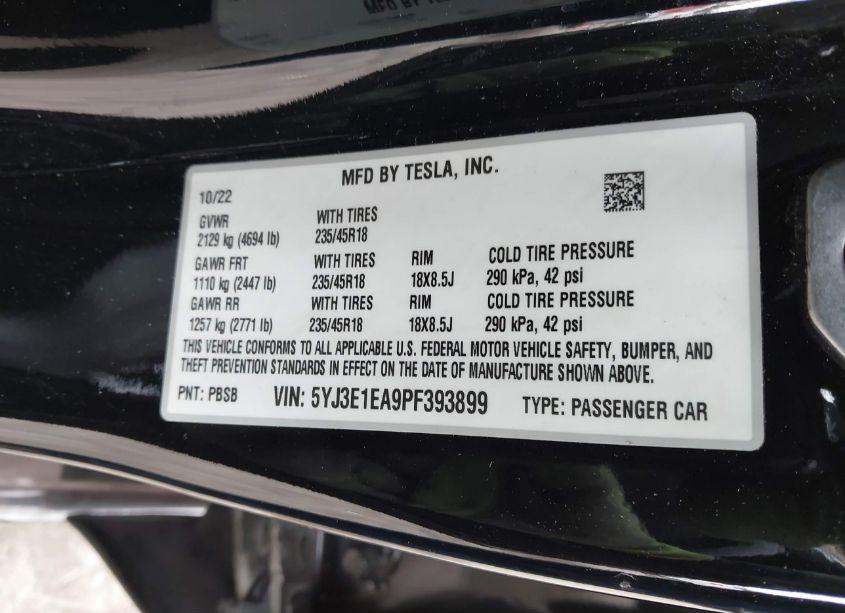 MFD BY TESLA, INC.
10/22
GVWR WITH TIRES
2129 kg (4694 lb) 235/45R18
GAWR FRT WITH TIRES RIM COLD TIRE PRESSURE
1110 kg (2447 lb) 235/45R18 18X8.5J 290 kPa, 42 psi
GAWR RR WITH TIRES RIM COLD TIRE PRESSURE
1257 kg (2771 lb) 235/45R18 18X8.5J 290 kPa, 42 psi
THIS VEHICLE CONFORMS TO ALL APPLICABLE U.S. FEDERAL MOTOR VEHICLE SAFETY, BUMPER, AND
THEFT PREVENTION STANDARDS IN EFFECT ON THE DATE OF MANUFACTURE SHOWN ABOVE.
PNT: PBSB VIN: 5YJ3E1EA9PF393899 TYPE: PASSENGER CAR